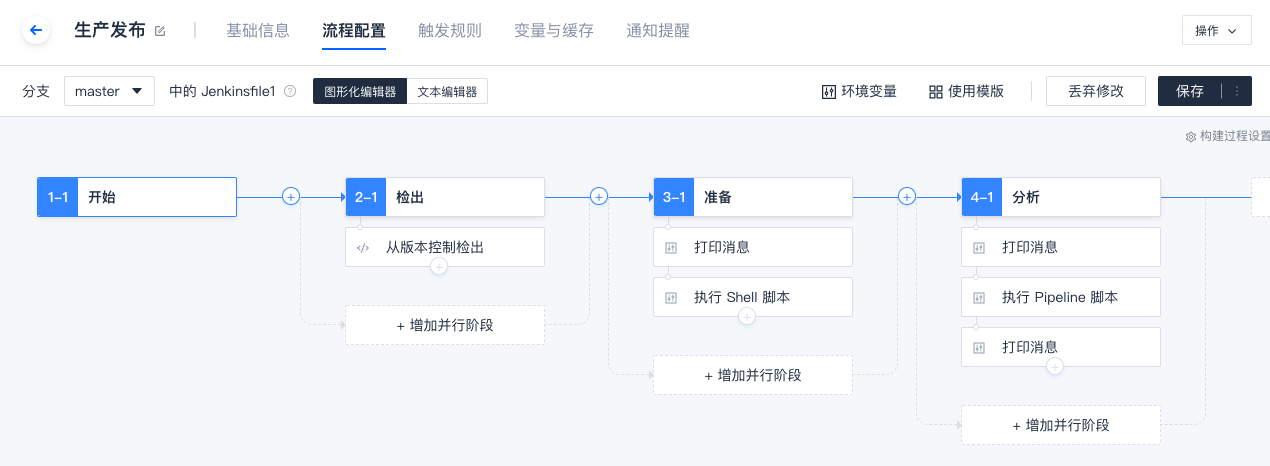 生产发布
基础信息
流程配置
触发规则
变量与缓存
通知提醒
操作
分支
master
中的 Jenkinsfile1
图形化编辑器
文本编辑器
环境变量
使用模版
丢弃修改
保存
构建过程设置
1-1 开始
2-1 检出
3-1 准备
4-1 分析
从版本控制检出
+ 增加并行阶段
打印消息
执行 Shell 脚本
+ 增加并行阶段
打印消息
执行 Pipeline 脚本
打印消息
+ 增加并行阶段